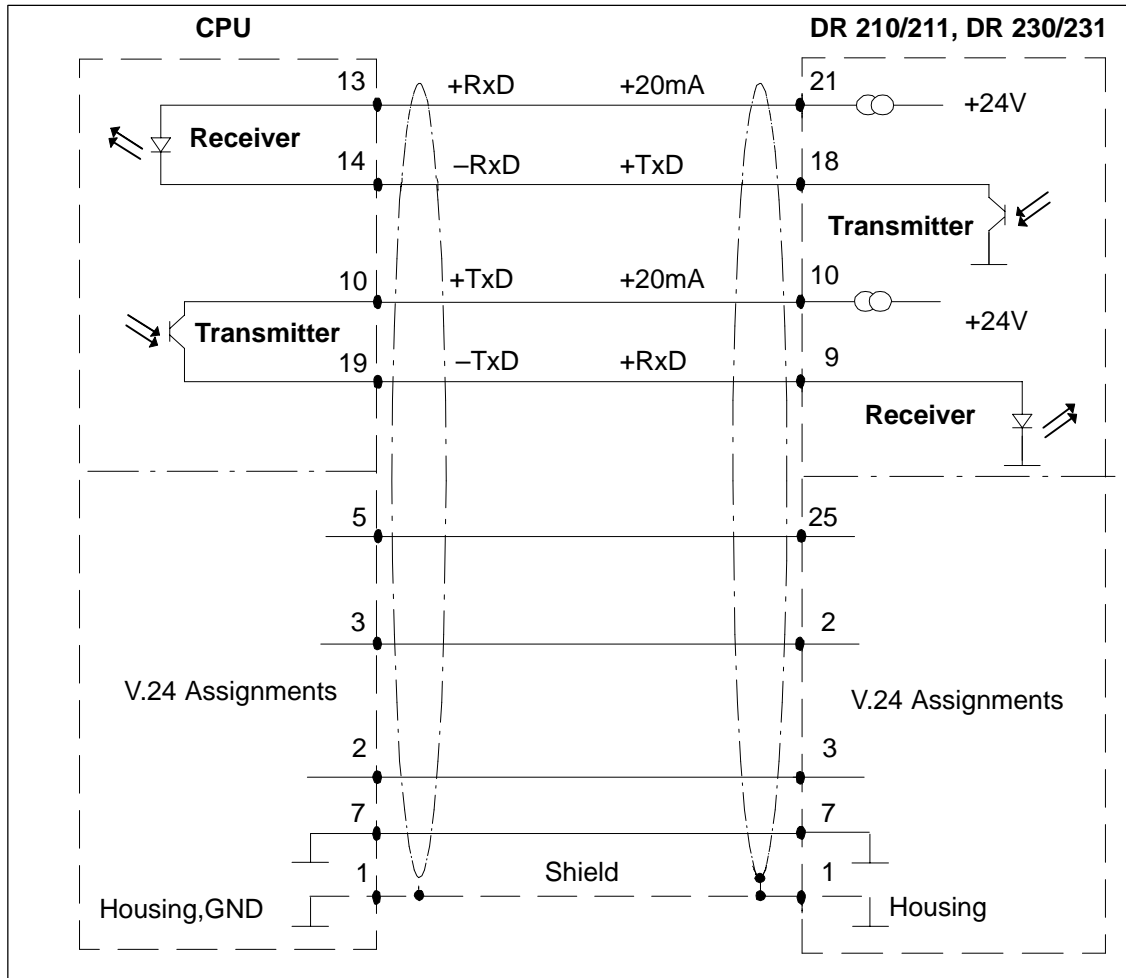 CPU DR 210/211, DR 230/231
13 +RxD +20mA 21
+24V
Receiver
14 –RxD +TxD 18
Transmitter
10 +TxD +20mA 10
+24V
Transmitter
19 –TxD +RxD 9
Receiver
5 25
3 2
V.24 Assignments V.24 Assignments
2 3
7 7
1 Shield 1
Housing,GND Housing